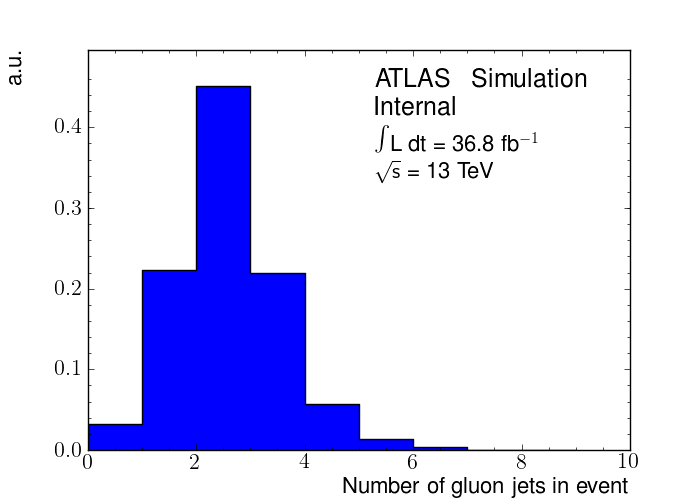 a.u.
ATLAS Simulation
Internal
∫L dt = 36.8 fb⁻¹
√s = 13 TeV
0.4
0.3
0.2
0.1
0.0
0 2 4 6 8 10
Number of gluon jets in event